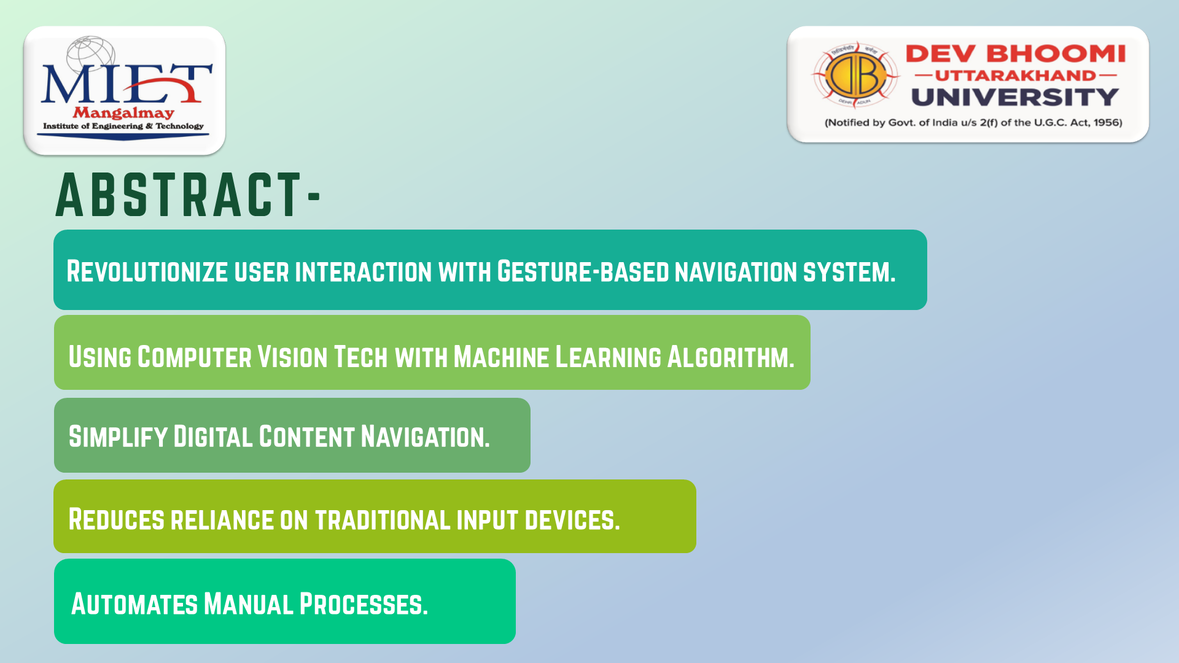 MIET
Mangalmay
Institute of Engineering & Technology
DEV BHOOMI
UTTARAKHAND
UNIVERSITY
(Notified by Govt. of India u/s 2(f) of the U.G.C. Act, 1956)
ABSTRACT-
Revolutionize user interaction with Gesture-based navigation system.
Using Computer Vision Tech with Machine Learning Algorithm.
Simplify Digital Content Navigation.
Reduces reliance on traditional input devices.
Automates Manual Processes.